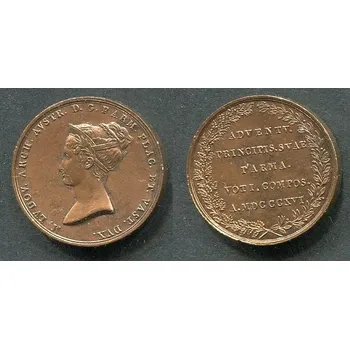 M. LVDOV. ARCH. AVSTR. D. G. PARM. PLAC. ET. VAST. DVX.
ADVENTV.
PRINCIPIS. SVAE
PARMA.
VOTI. COMPOS
A. MDCCCXVI.